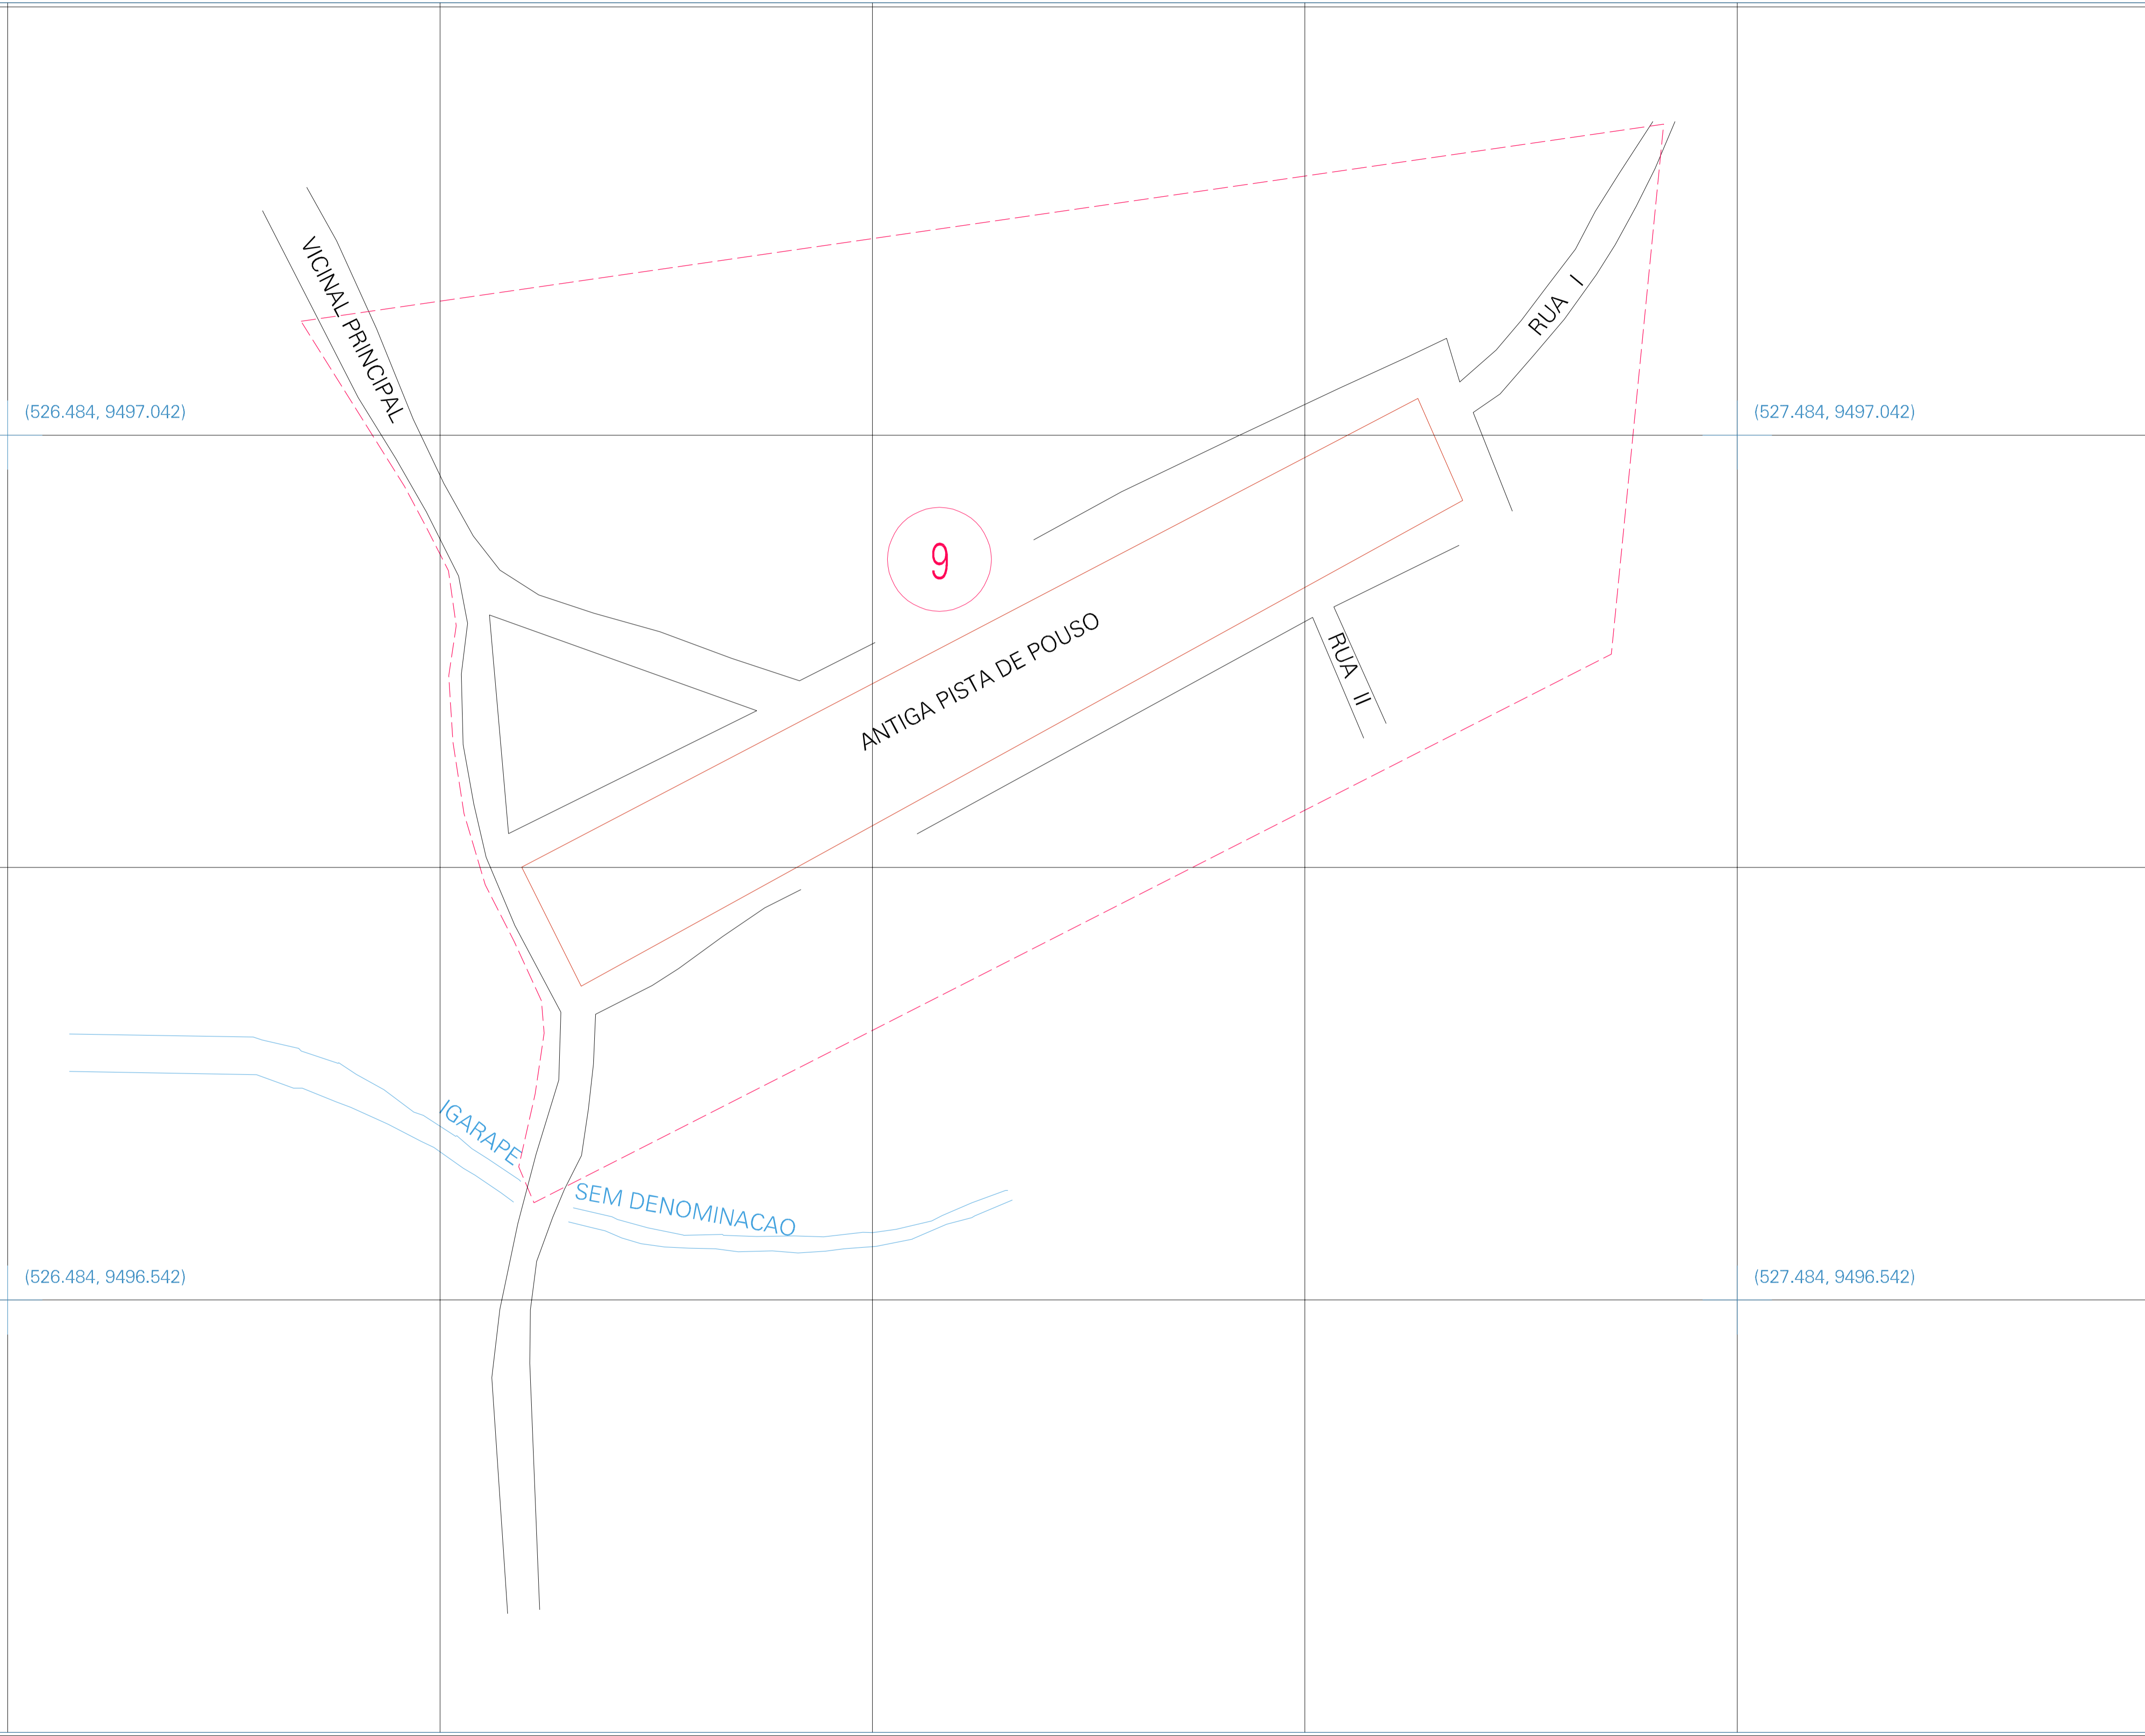 VICINAL PRINCIPAL
RUA I
(526.484, 9497.042)
(527.484, 9497.042)
9
ANTIGA PISTA DE POUSO
RUA II
IGARAPE
SEM DENOMINACAO
(526.484, 9496.542)
(527.484, 9496.542)